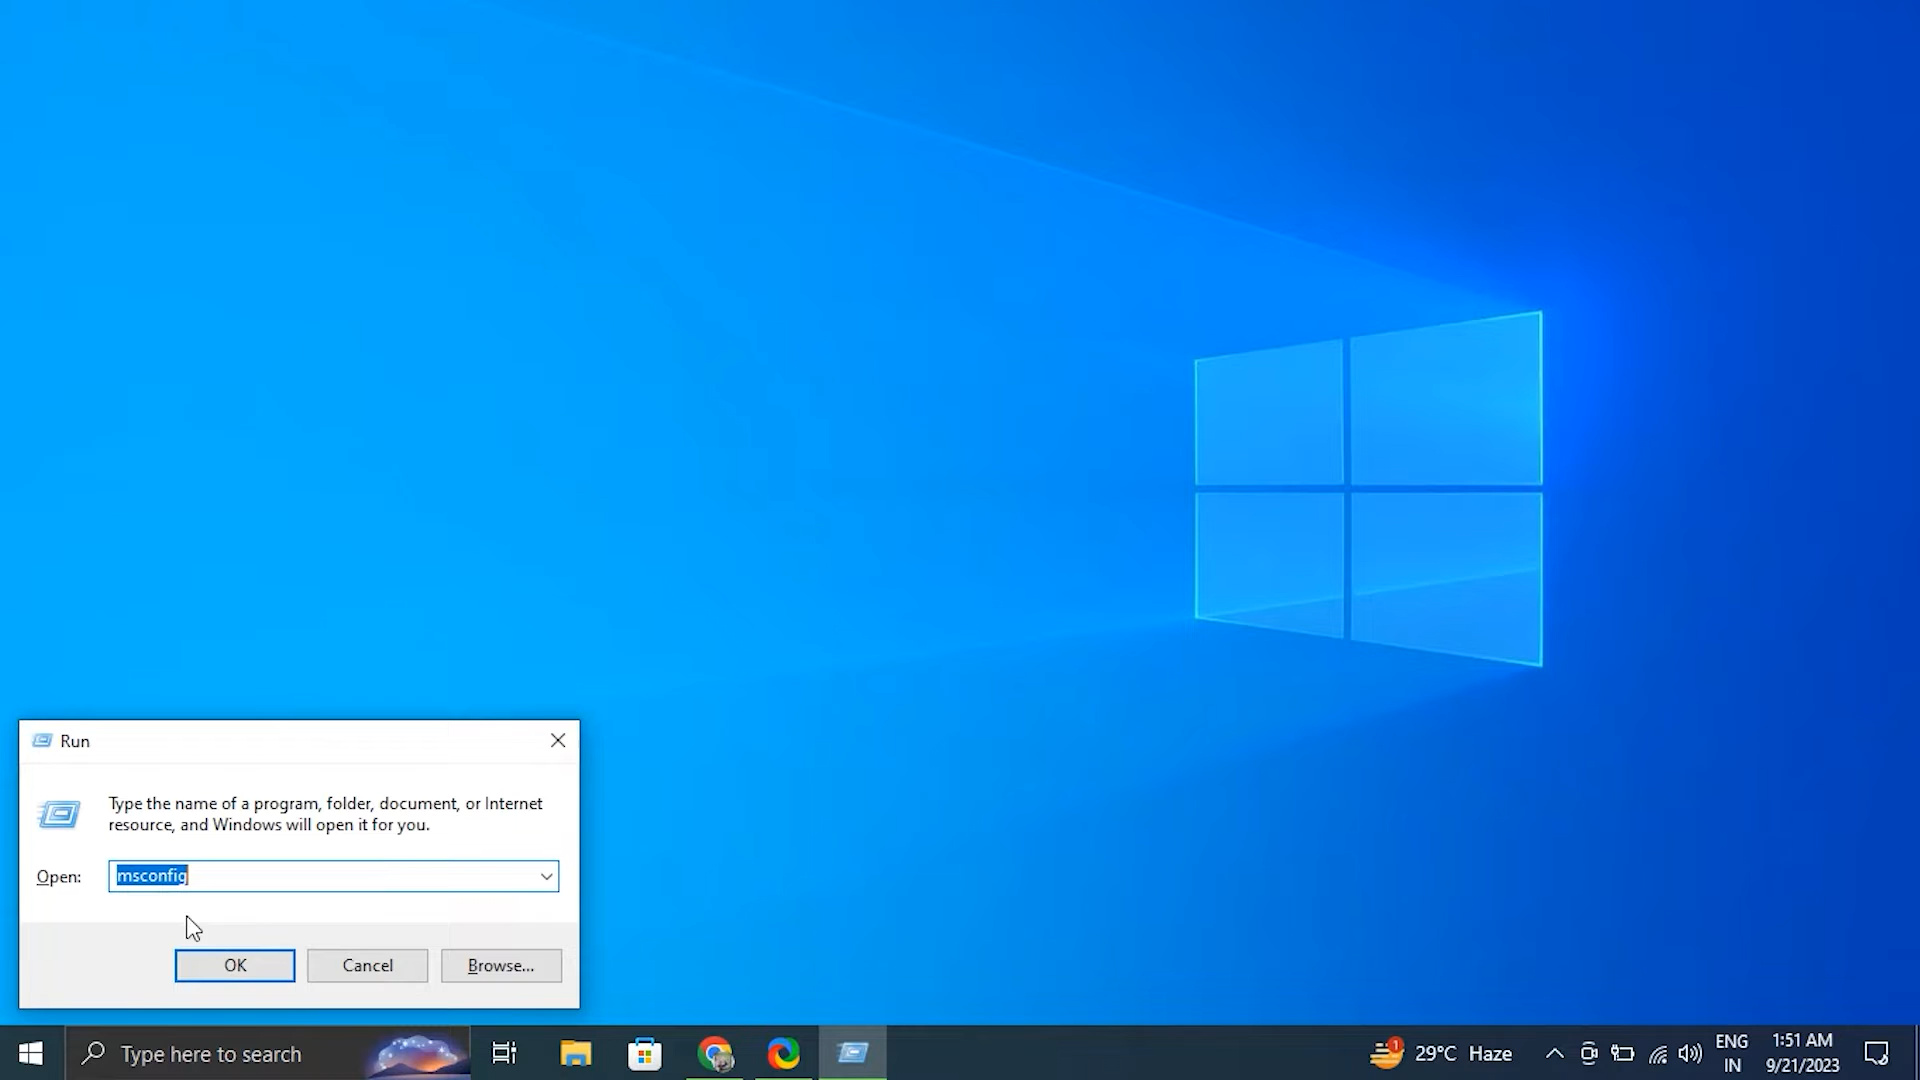 Run
Type the name of a program, folder, document, or Internet
resource, and Windows will open it for you.
Open: msconfig
OK Cancel Browse...
Type here to search
1
29°C Haze
ENG
IN
1:51 AM
9/21/2023